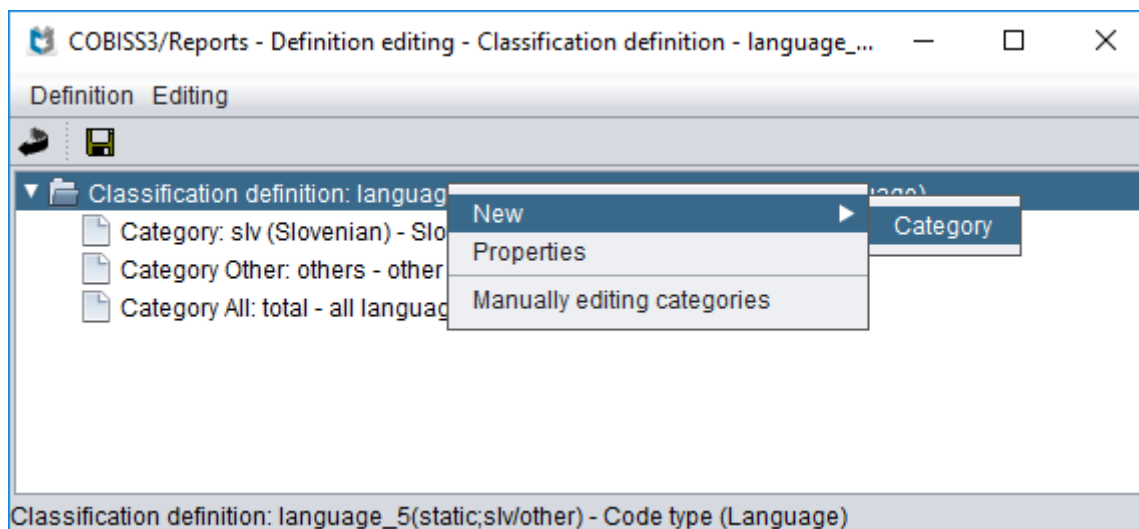 COBISS3/Reports - Definition editing - Classification definition - language_...
Definition Editing
Classification definition: languag
New
Category
Category: slv (Slovenian) - Slo
Properties
Category Other: others - other
Manually editing categories
Category All: total - all languag
Classification definition: language_5(static;slv/other) - Code type (Language)